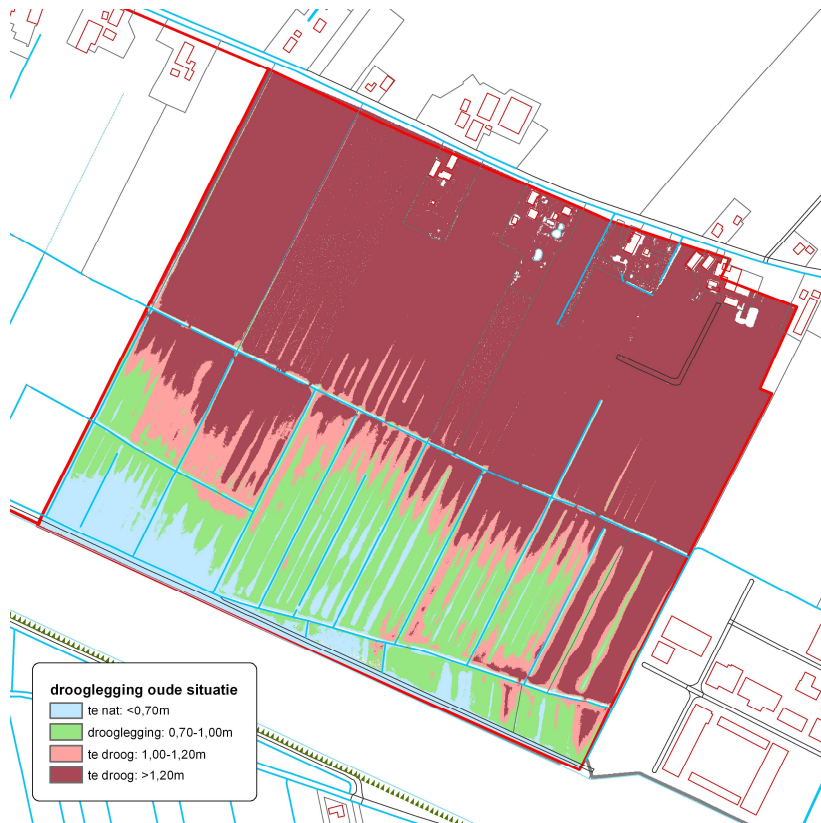 drooglegging oude situatie
te nat: <0,70m
drooglegging: 0,70-1,00m
te droog: 1,00-1,20m
te droog: >1,20m